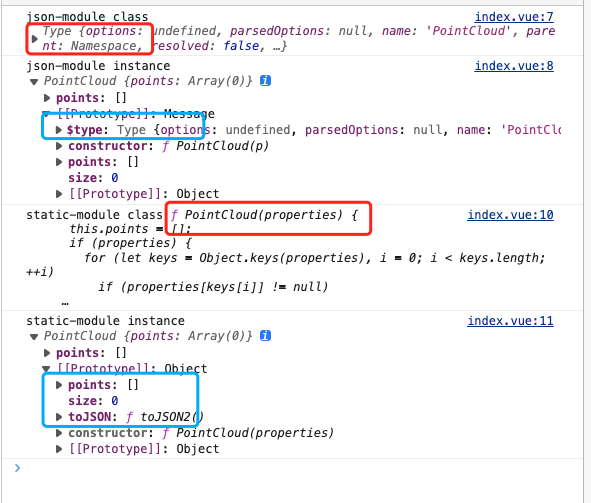 json-module class index.vue:7
Type {options: undefined, parsedOptions: null, name: 'PointCloud', pare
nt: Namespace, resolved: false, …}
json-module instance index.vue:8
PointCloud {points: Array(0)} i
points: []
[[Prototype]]: Message
$type: Type {options: undefined, parsedOptions: null, name: 'PointClo
constructor: ƒ PointCloud(p)
points: []
size: 0
[[Prototype]]: Object
static-module class ƒ PointCloud(properties) { index.vue:10
this.points = [];
if (properties) {
for (let keys = Object.keys(properties), i = 0; i < keys.length;
++i)
if (properties[keys[i]] != null)
…
static-module instance index.vue:11
PointCloud {points: Array(0)} i
points: []
[[Prototype]]: Object
points: []
size: 0
toJSON: ƒ toJSON2()
constructor: ƒ PointCloud(properties)
[[Prototype]]: Object
>